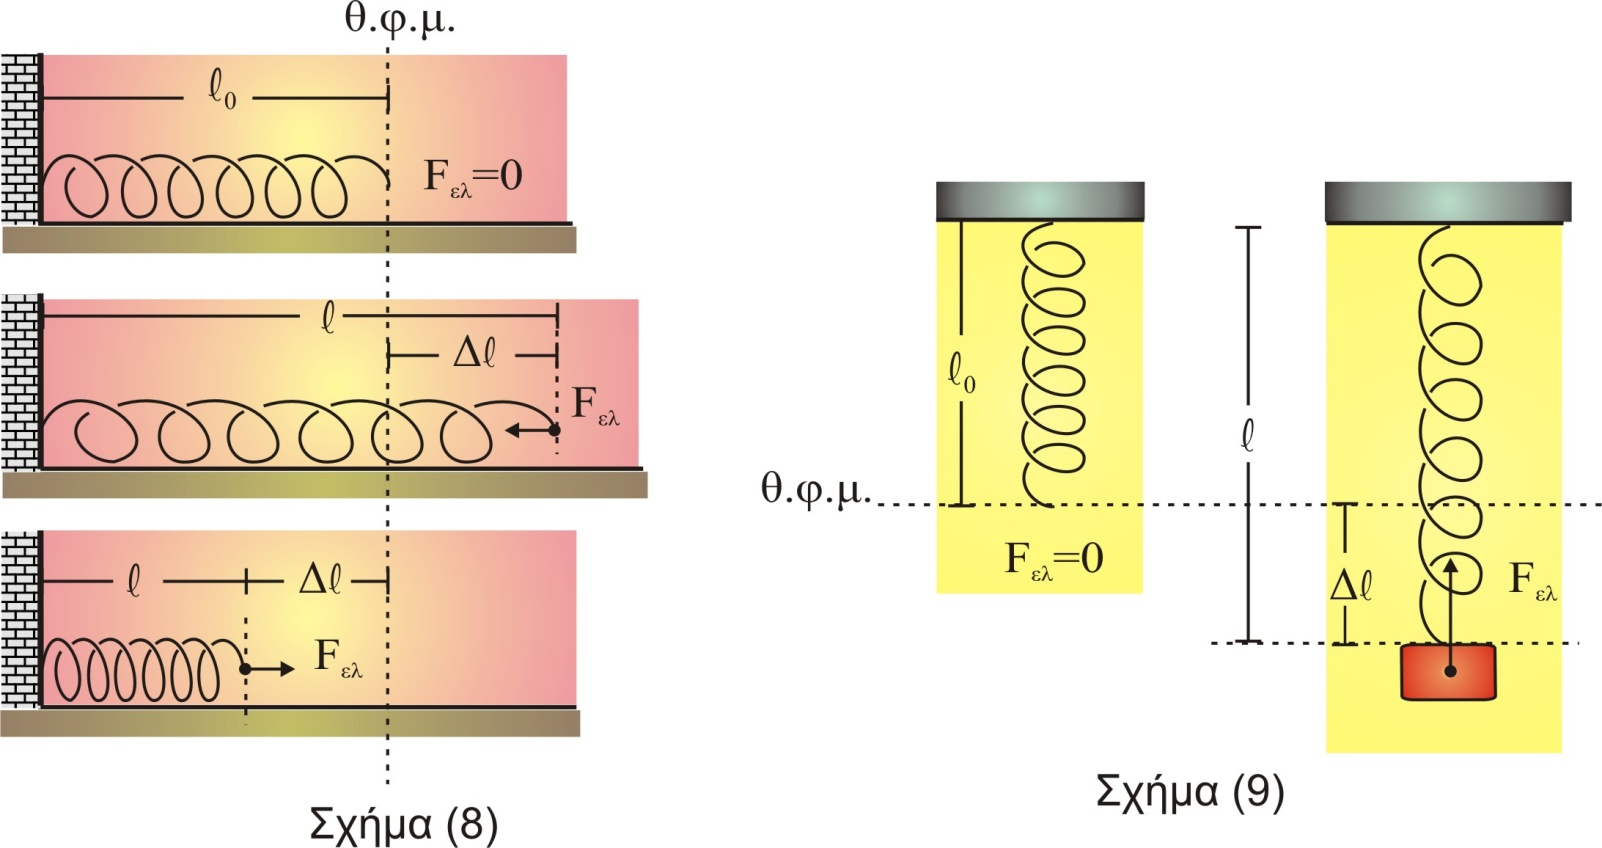 θ.φ.μ.
ℓ0
Fελ=0
ℓ
Δℓ
Fελ
ℓ
Δℓ
Fελ
Σχήμα (8)
ℓ0
θ.φ.μ.
Fελ=0
ℓ
Δℓ
Fελ
Σχήμα (9)